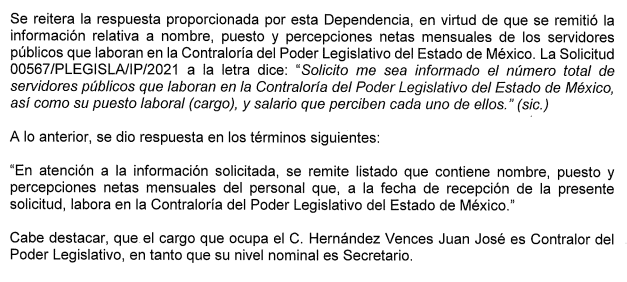 Se reitera la respuesta proporcionada por esta Dependencia, en virtud de que se remitió la
información relativa a nombre, puesto y percepciones netas mensuales de los servidores
públicos que laboran en la Contraloría del Poder Legislativo del Estado de México. La Solicitud
00567/PLEGISLA/IP/2021 a la letra dice: “Solicito me sea informado el número total de
servidores públicos que laboran en la Contraloría del Poder Legislativo del Estado de México,
así como su puesto laboral (cargo), y salario que perciben cada uno de ellos.” (sic.)
A lo anterior, se dio respuesta en los términos siguientes:
“En atención a la información solicitada, se remite listado que contiene nombre, puesto y
percepciones netas mensuales del personal que, a la fecha de recepción de la presente
solicitud, labora en la Contraloría del Poder Legislativo del Estado de México.”
Cabe destacar, que el cargo que ocupa el C. Hernández Vences Juan José es Contralor del
Poder Legislativo, en tanto que su nivel nominal es Secretario.